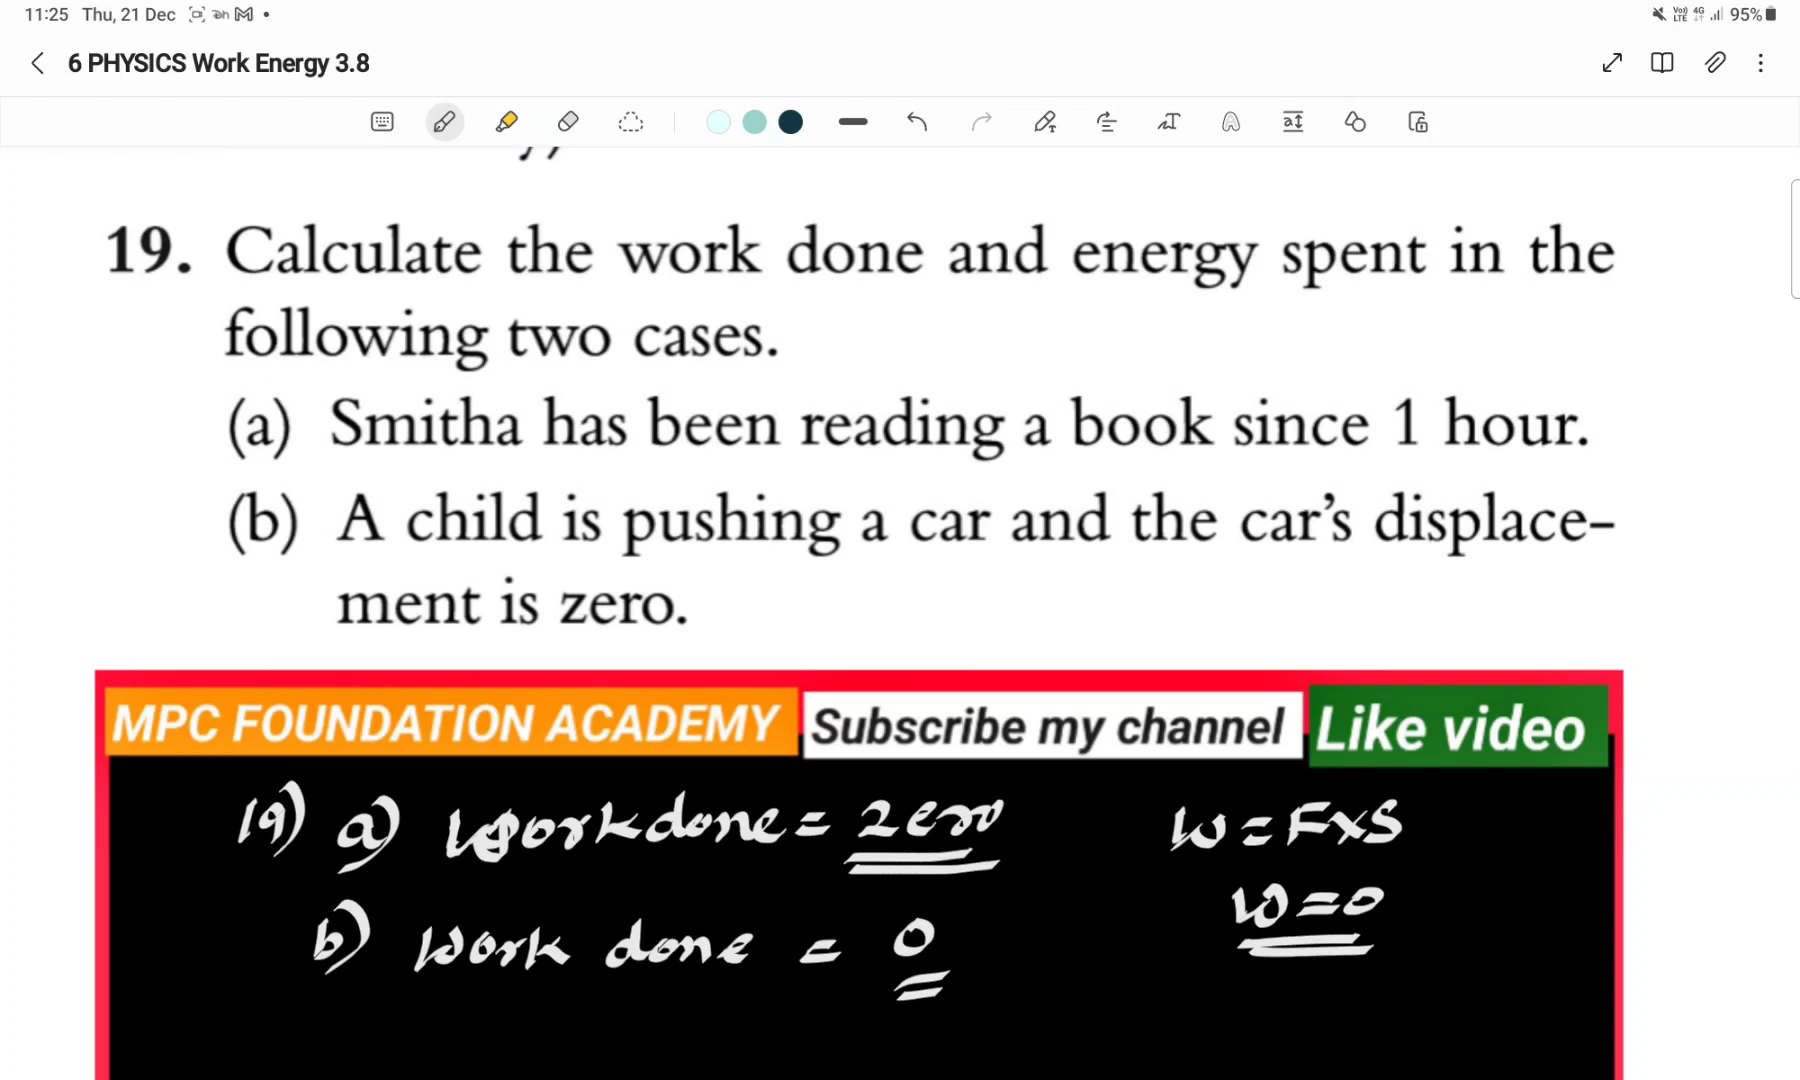 11:25 Thu, 21 Dec
VoLTE 4G 95%
6 PHYSICS Work Energy 3.8
19. Calculate the work done and energy spent in the
following two cases.
(a) Smitha has been reading a book since 1 hour.
(b) A child is pushing a car and the car's displace-
ment is zero.
MPC FOUNDATION ACADEMY Subscribe my channel Like video
19) a) Workdone = zero W = F×S
W = 0
b) Work done = 0